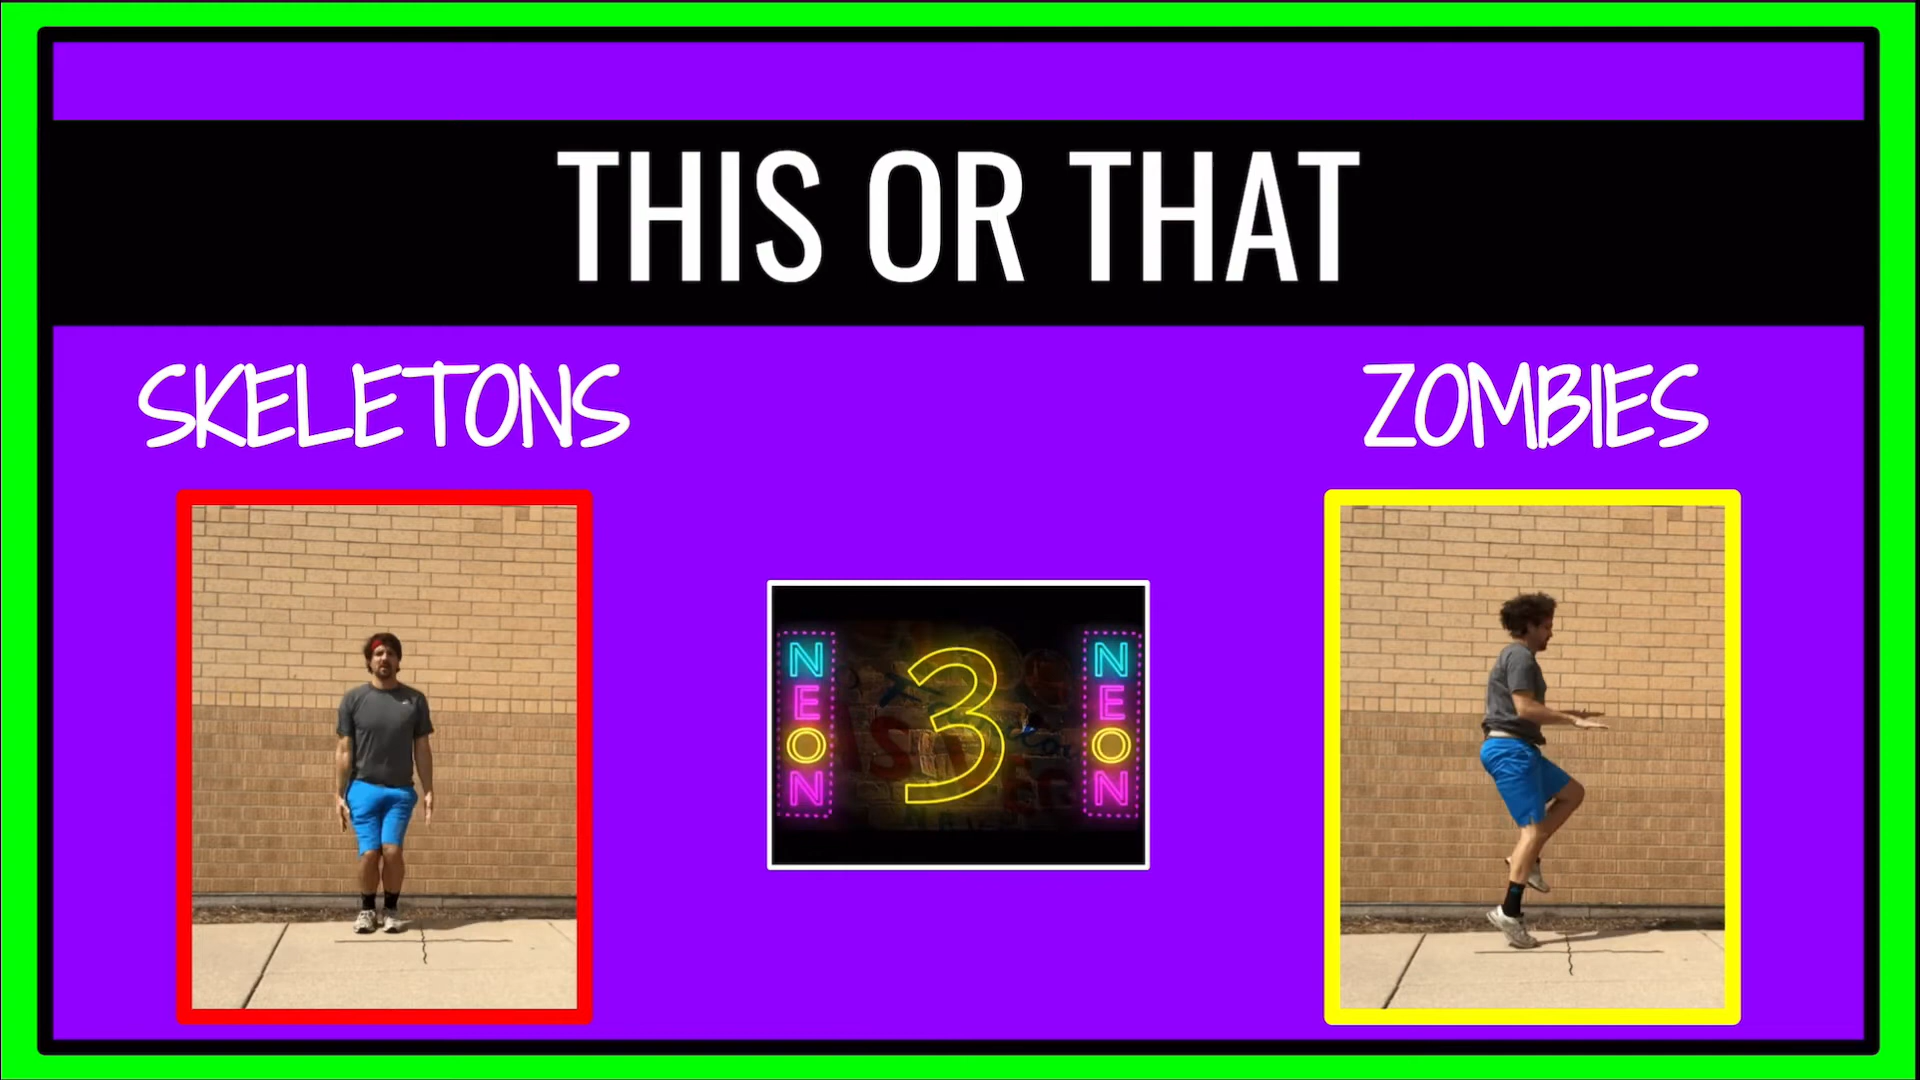 THIS OR THAT
SKELETONS
ZOMBIES
NEON
3
NEON